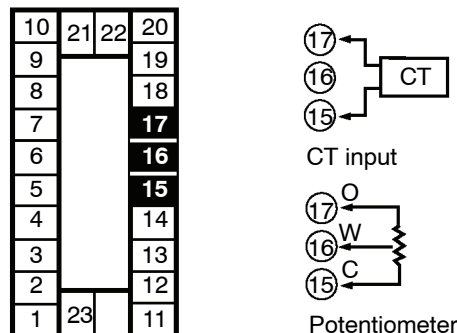 10 21 22 20
9 19
8 18
7 17
6 16
5 15
4 14
3 13
2 12
1 23 11
17
16 CT
15
CT input
17 O
16 W
15 C
Potentiometer